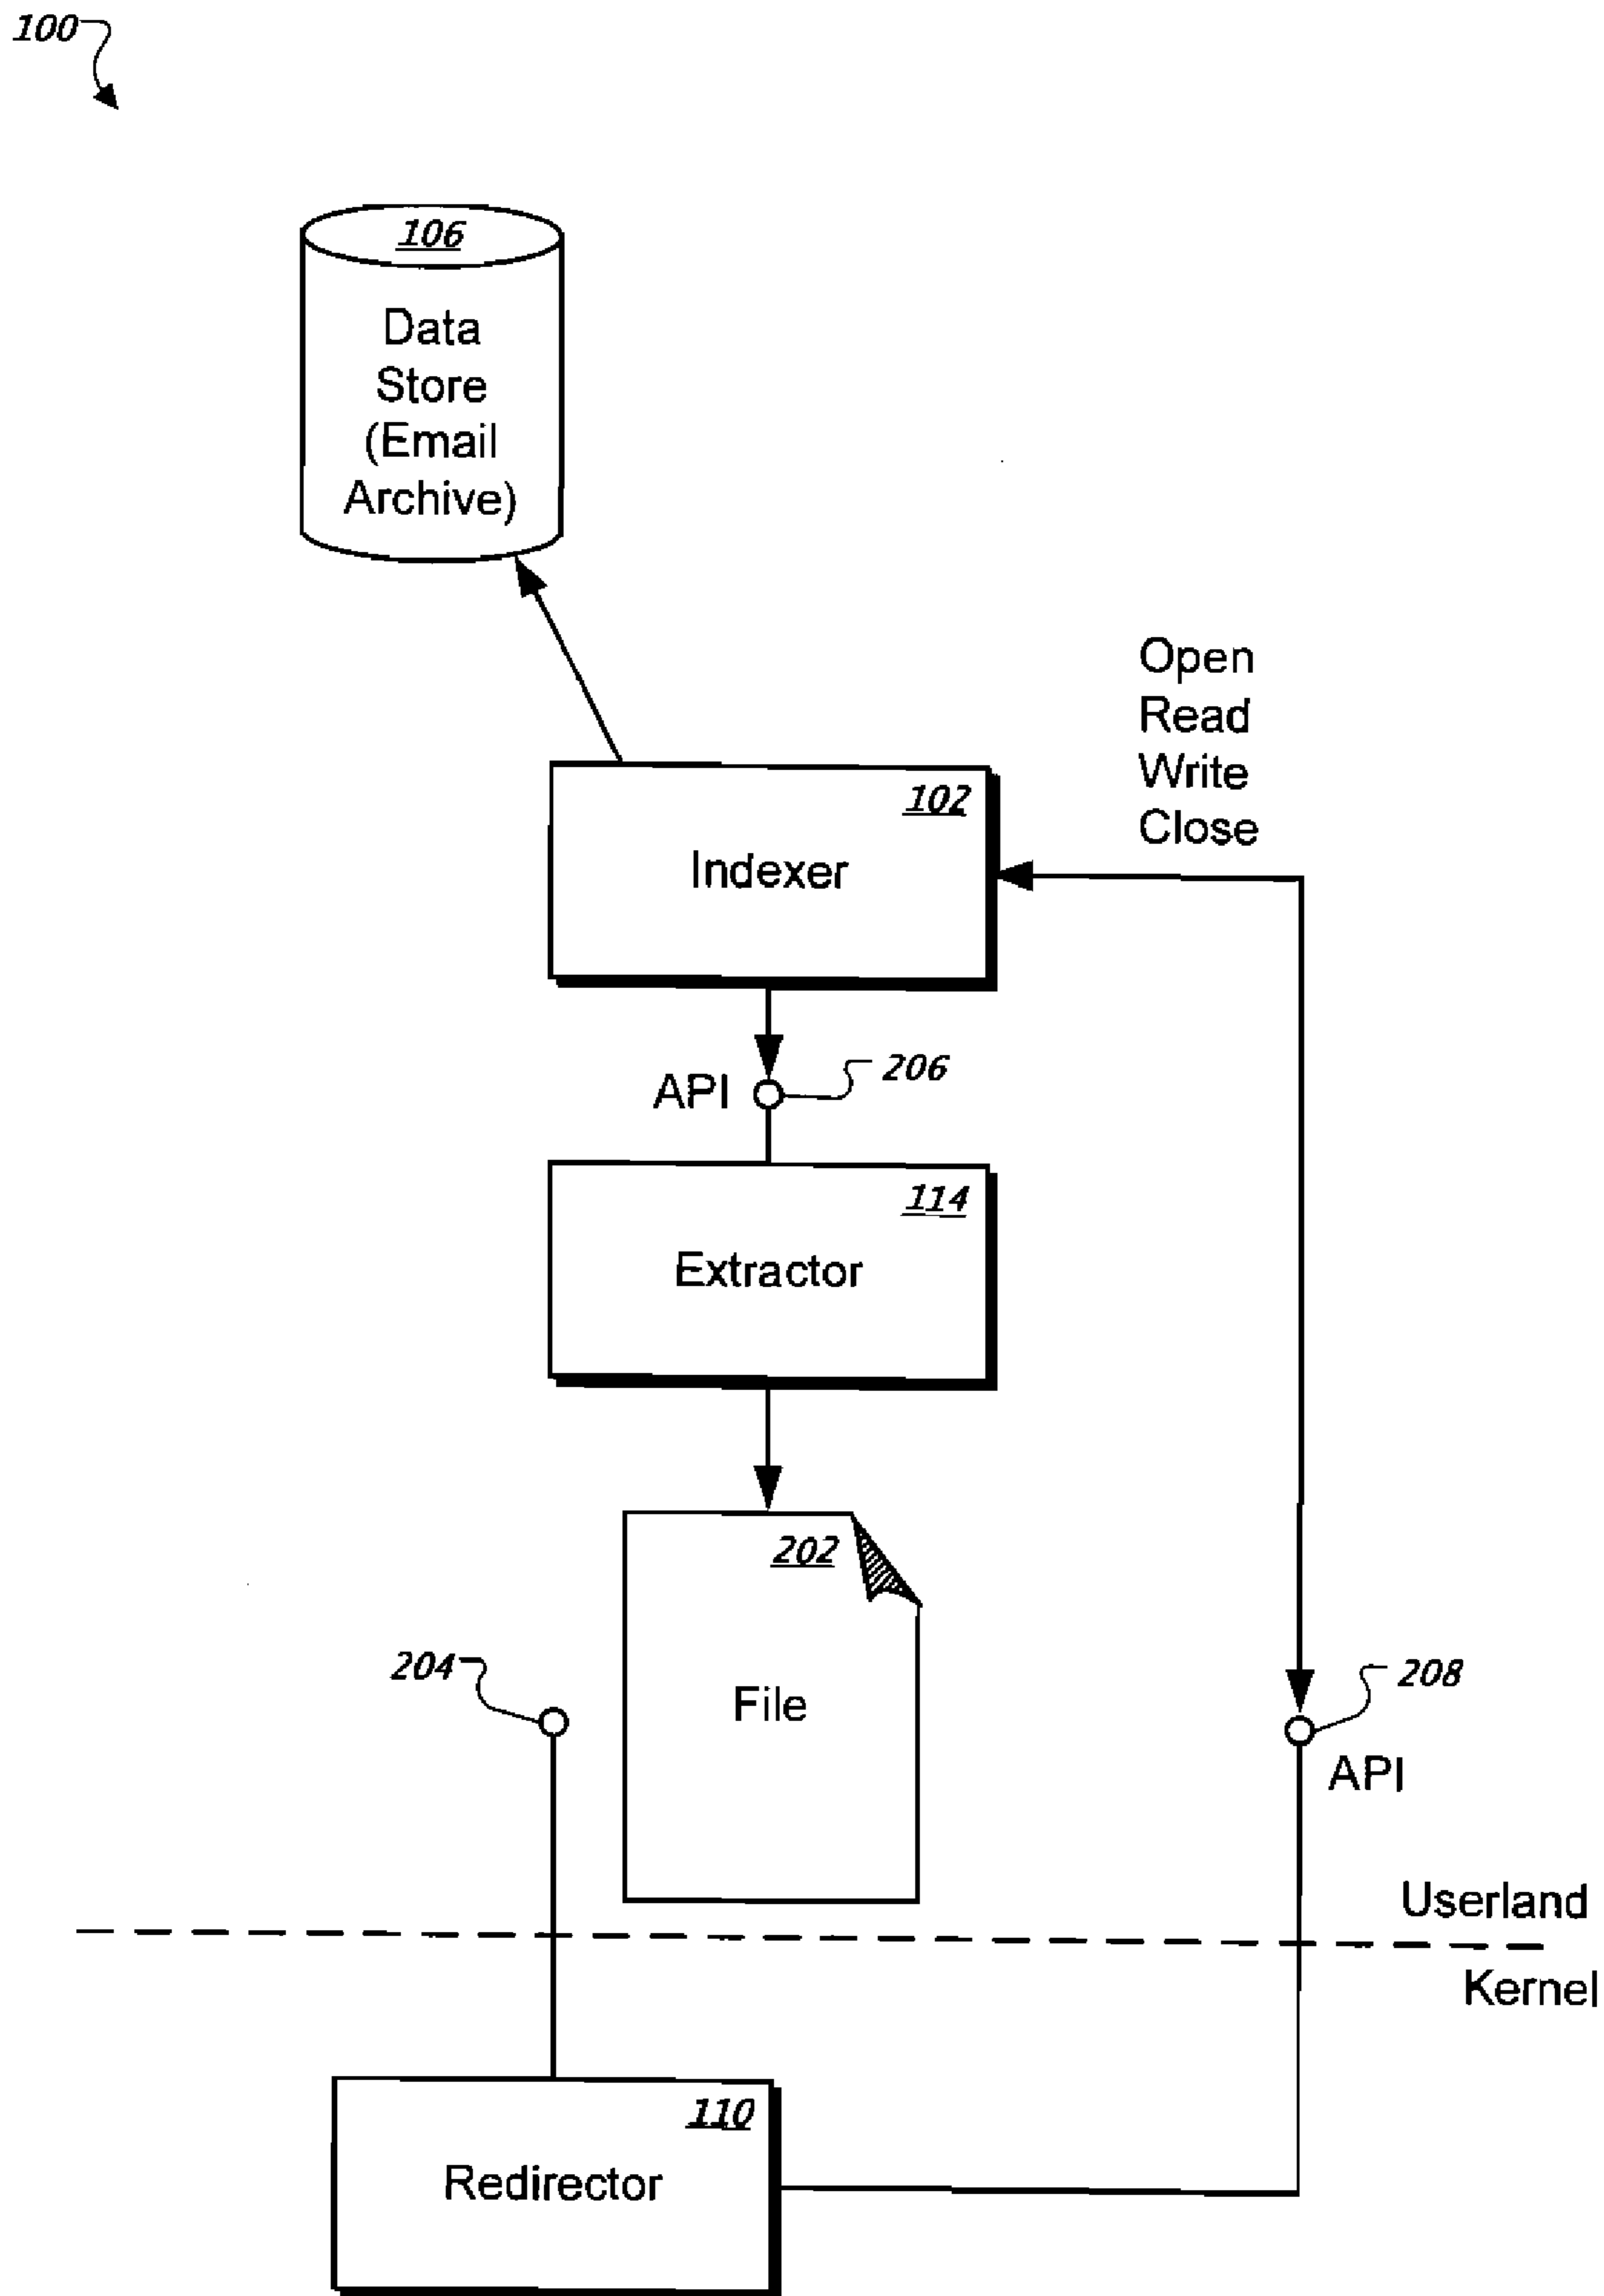 100
106
Data
Store
(Email
Archive)
Open
Read
Write
Close
102
Indexer
206
API
114
Extractor
202
204
File
208
API
Userland
Kernel
110
Redirector